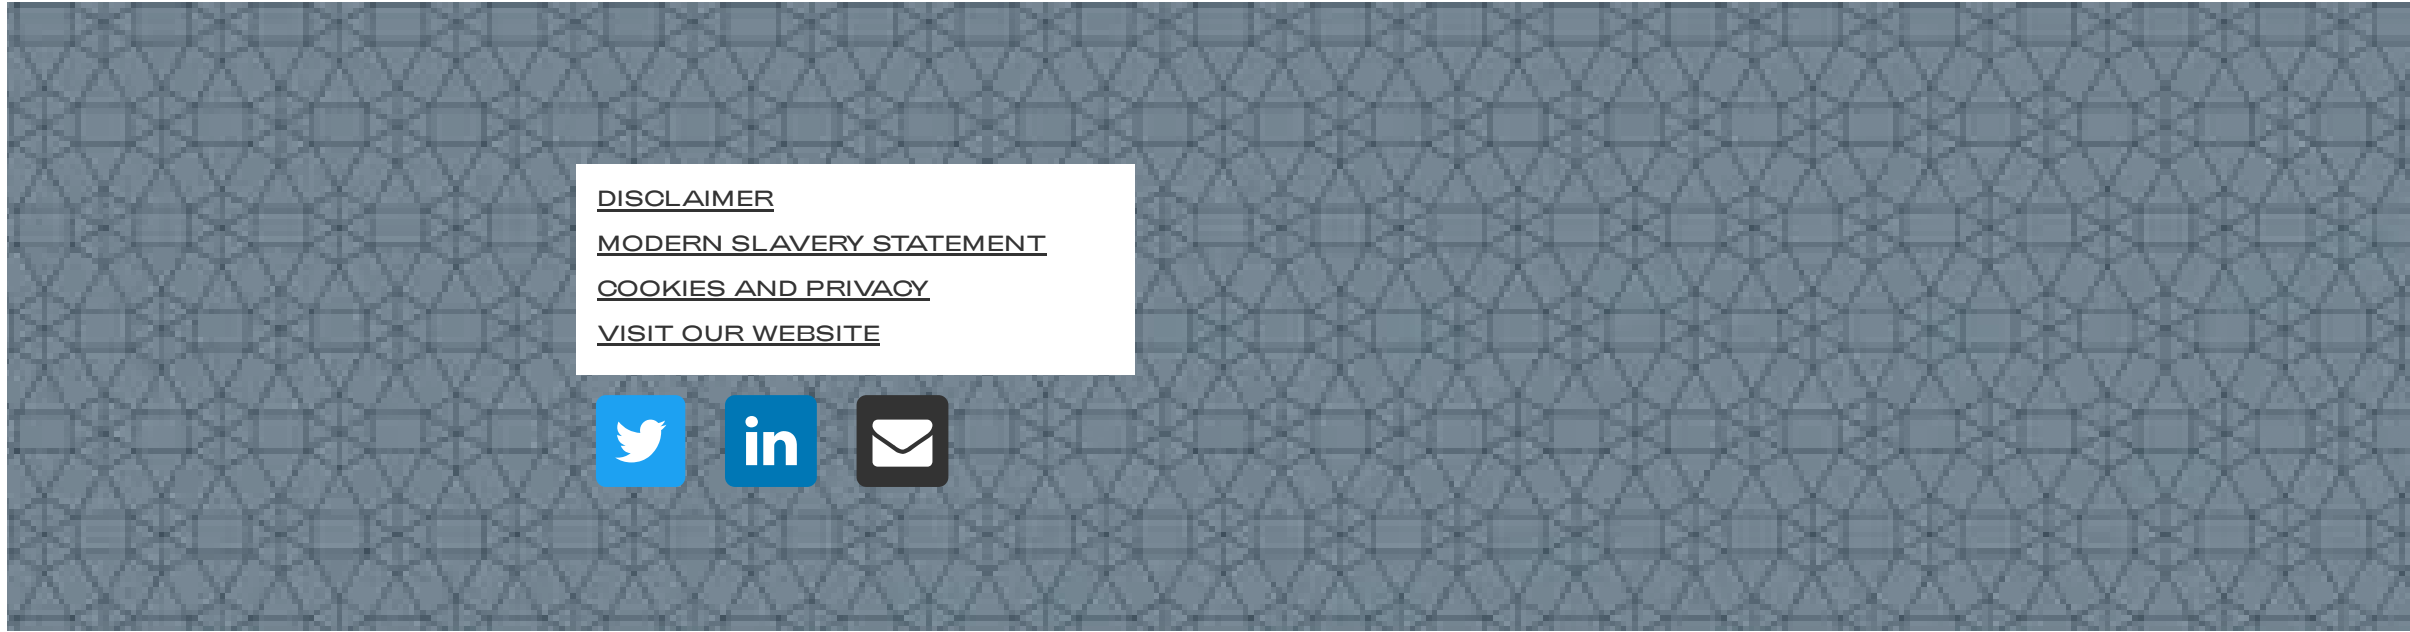 DISCLAIMER
MODERN SLAVERY STATEMENT
COOKIES AND PRIVACY
VISIT OUR WEBSITE
in